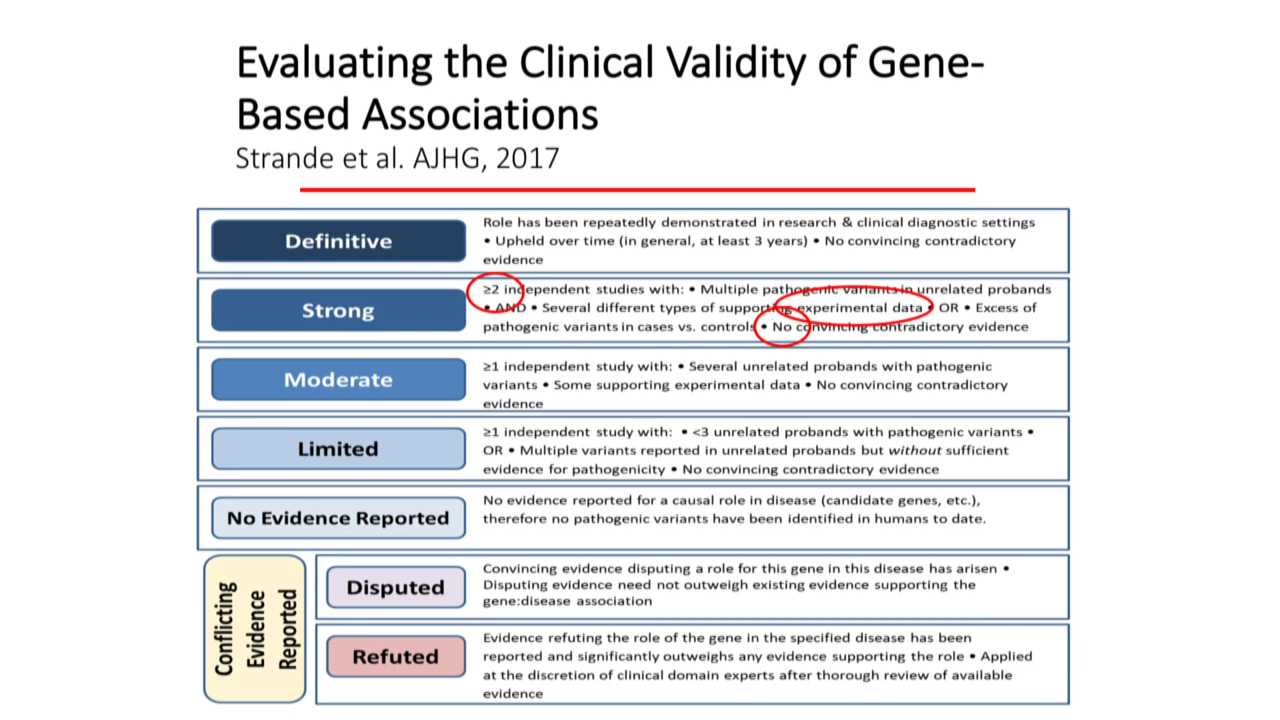 Evaluating the Clinical Validity of Gene-
Based Associations
Strande et al. AJHG, 2017
Definitive
Role has been repeatedly demonstrated in research & clinical diagnostic settings
• Upheld over time (in general, at least 3 years) • No convincing contradictory
evidence
Strong
≥2 independent studies with: • Multiple pathogenic variants in unrelated probands
• AND • Several different types of supporting experimental data • OR • Excess of
pathogenic variants in cases vs. controls • No convincing contradictory evidence
Moderate
≥1 independent study with: • Several unrelated probands with pathogenic
variants • Some supporting experimental data • No convincing contradictory
evidence
Limited
≥1 independent study with: • <3 unrelated probands with pathogenic variants •
OR • Multiple variants reported in unrelated probands but without sufficient
evidence for pathogenicity • No convincing contradictory evidence
No Evidence Reported
No evidence reported for a causal role in disease (candidate genes, etc.),
therefore no pathogenic variants have been identified in humans to date.
Conflicting
Evidence
Reported
Disputed
Convincing evidence disputing a role for this gene in this disease has arisen •
Disputing evidence need not outweigh existing evidence supporting the
gene:disease association
Refuted
Evidence refuting the role of the gene in the specified disease has been
reported and significantly outweighs any evidence supporting the role • Applied
at the discretion of clinical domain experts after thorough review of available
evidence